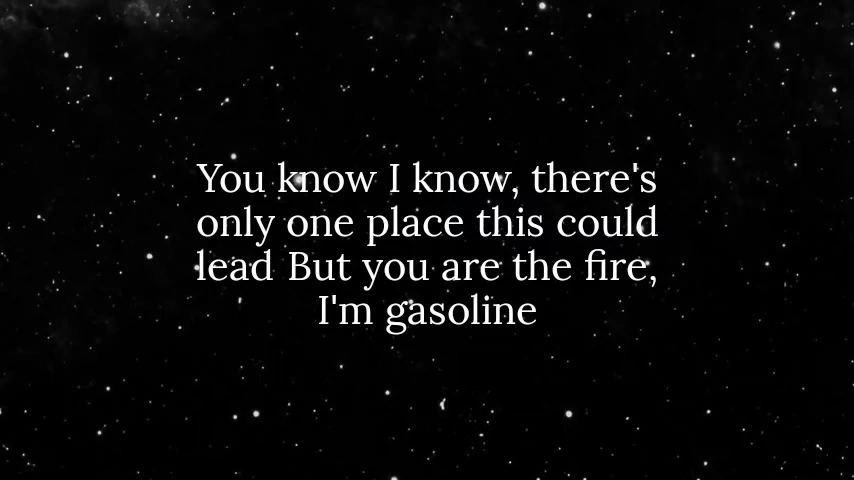 You know I know, there's
only one place this could
lead But you are the fire,
I'm gasoline